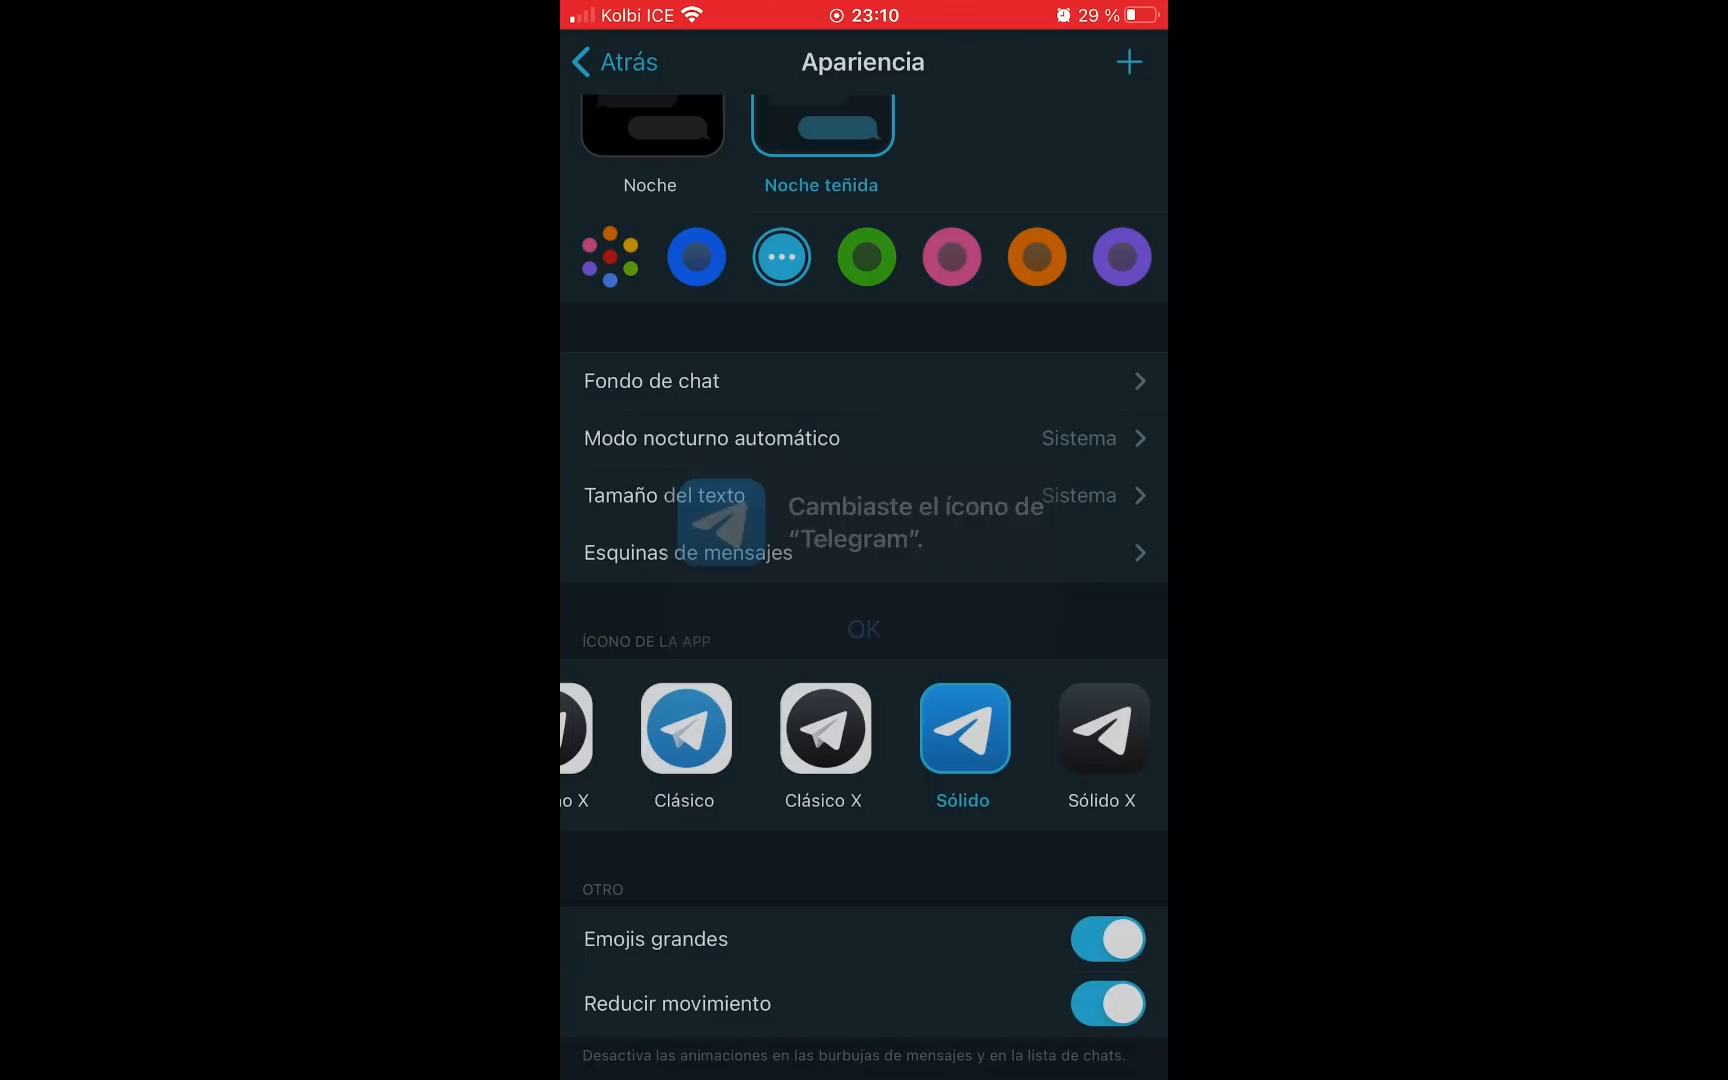 Kolbi ICE 23:10 29 %
Atrás Apariencia
Noche Noche teñida
Fondo de chat
Modo nocturno automático Sistema
Tamaño del texto Sistema
Cambiaste el ícono de
“Telegram”.
Esquinas de mensajes
OK
ÍCONO DE LA APP
o X Clásico Clásico X Sólido Sólido X
OTRO
Emojis grandes
Reducir movimiento
Desactiva las animaciones en las burbujas de mensajes y en la lista de chats.